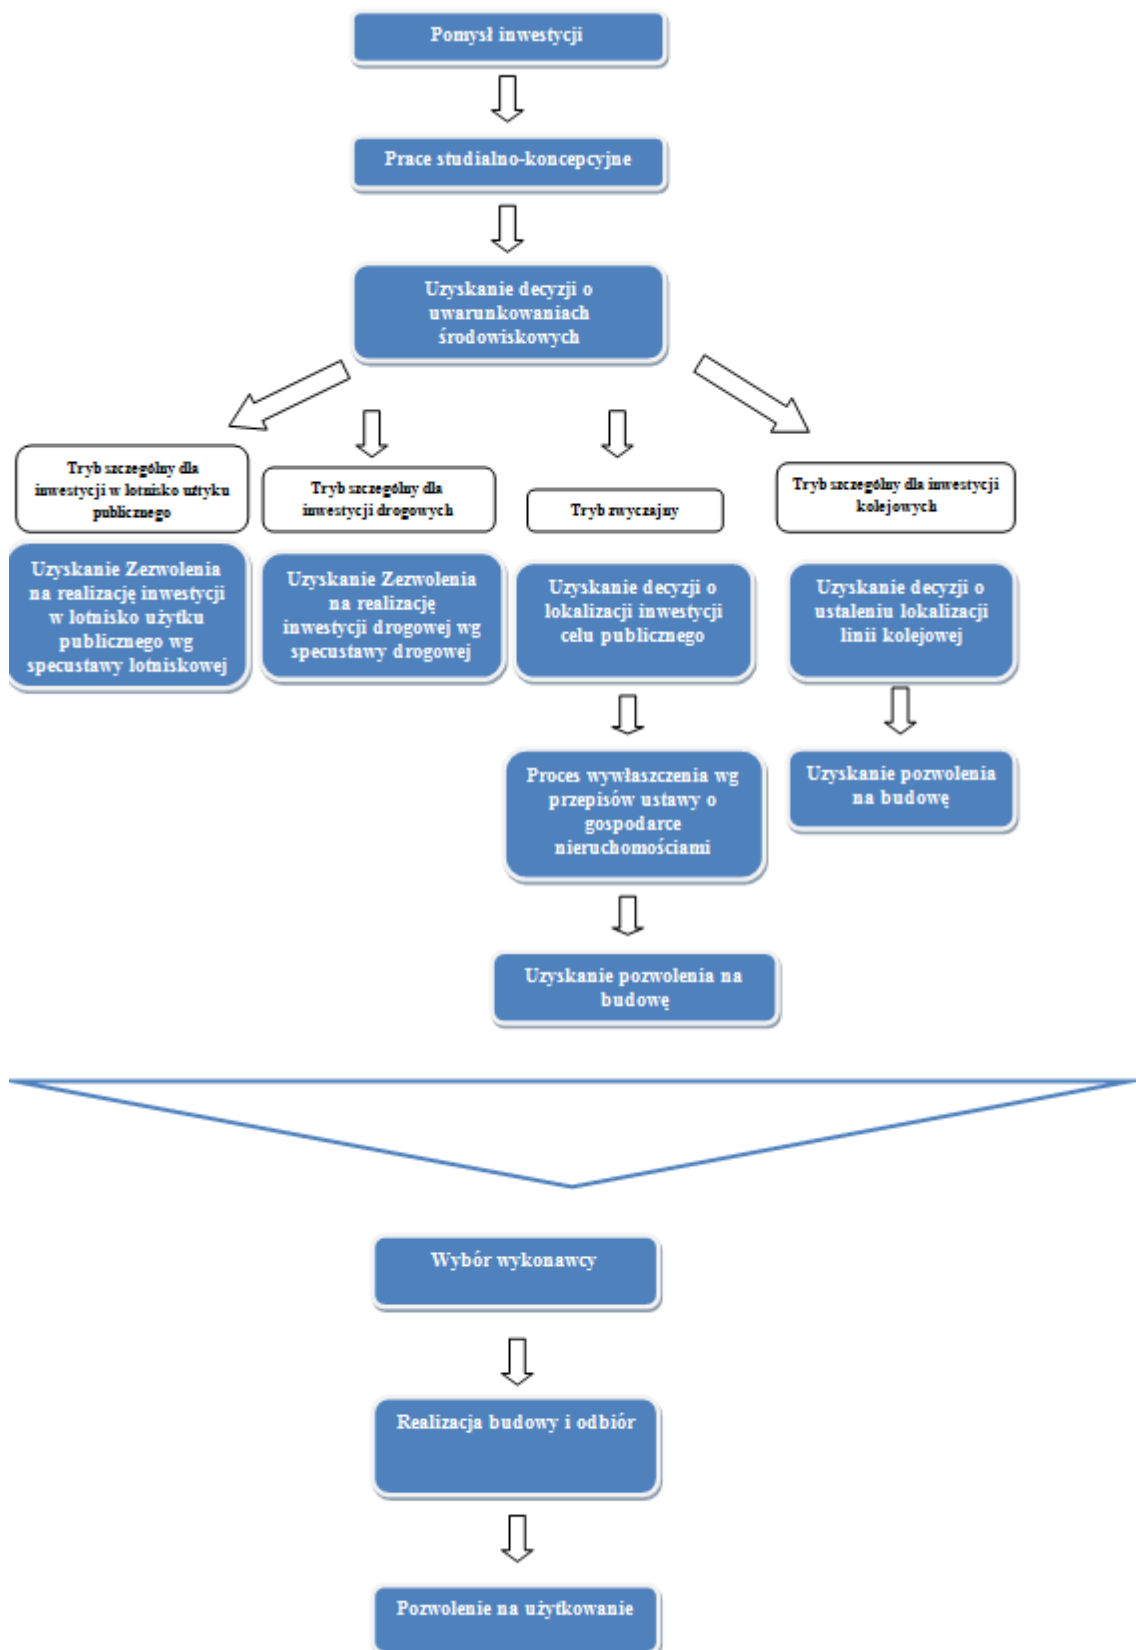 Pomysł inwestycji
Prace studialno-koncepcyjne
Uzyskanie decyzji o
uwarunkowaniach
środowiskowych
Tryb szczególny dla
inwestycji w lotnisko użtyku
publicznego
Tryb szczególny dla
inwestycji drogowych
Tryb zwyczajny
Tryb szczególny dla inwestycji
kolejowych
Uzyskanie Zezwolenia
na realizację inwestycji
w lotnisko użytku
publicznego wg
specustawy lotniskowej
Uzyskanie Zezwolenia
na realizację
inwestycji drogowej wg
specustawy drogowej
Uzyskanie decyzji o
lokalizacji inwestycji
celu publicznego
Uzyskanie decyzji o
ustaleniu lokalizacji
linii kolejowej
Proces wywłaszczenia wg
przepisów ustawy o
gospodarce
nieruchomościami
Uzyskanie pozwolenia
na budowę
Uzyskanie pozwolenia na
budowę
Wybór wykonawcy
Realizacja budowy i odbiór
Pozwolenie na użytkowanie